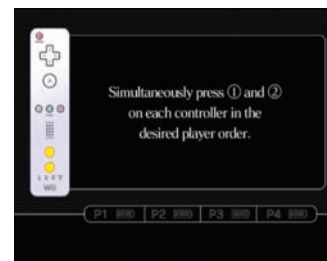 Simultaneously press ① and ②
on each controller in the
desired player order.
Wii
P1
P2
P3
P4